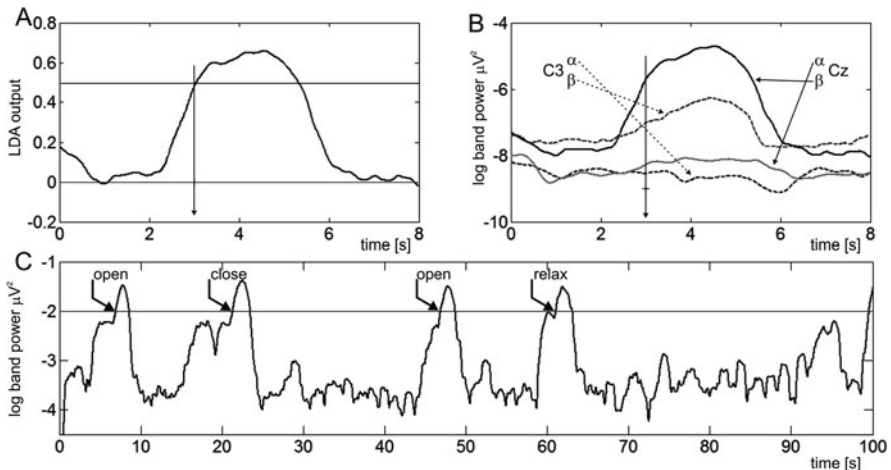 A
LDA output
0.8
0.6
0.4
0.2
0
-0.2
0 2 4 6 8
time [s]
B
log band power µV²
-4
-6
-8
-10
C3 α
β
α
β Cz
0 2 4 6 8
time [s]
C
log band power µV²
-1
-2
-3
-4
open
close
open
relax
0 10 20 30 40 50 60 70 80 90 100
time [s]